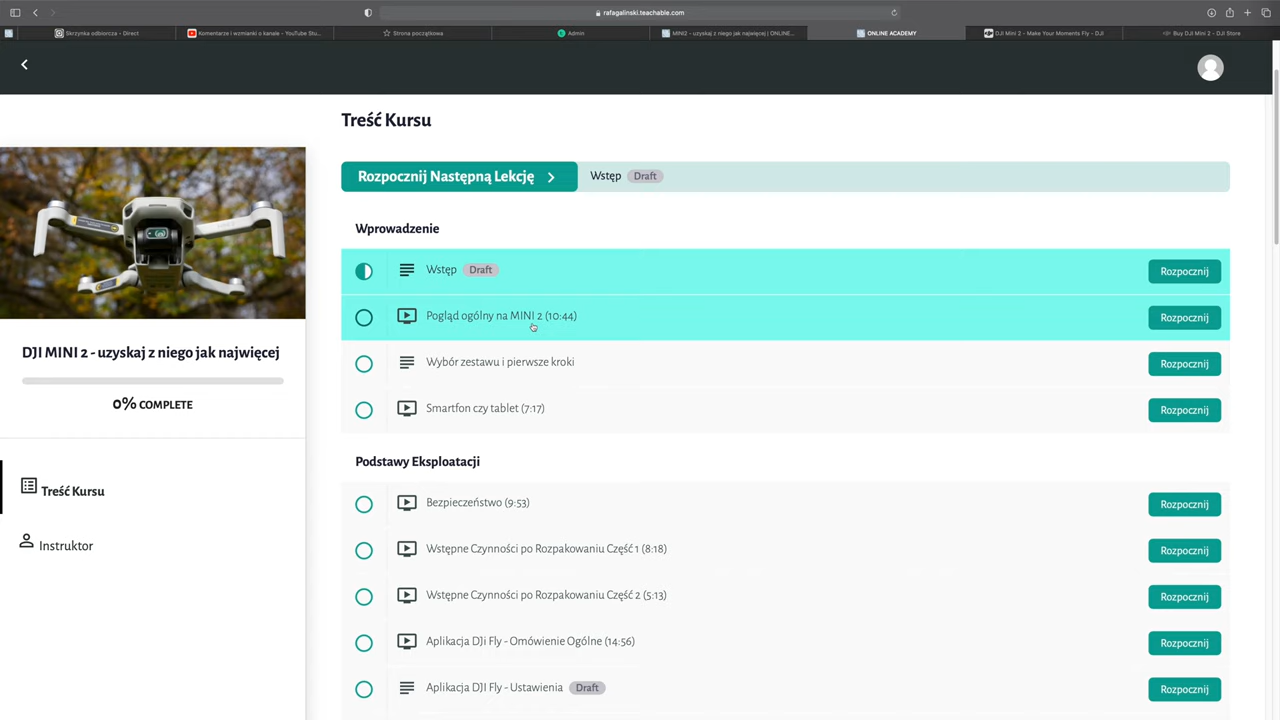 rafagalinski.teachable.com
Skrzynka odbiorcza - Direct
Komentarze i wzmianki o kanale - YouTube Stu...
Strona początkowa
Admin
MINI2 - uzyskaj z niego jak najwięcej | ONLINE...
ONLINE ACADEMY
DJI Mini 2 - Make Your Moments Fly - DJI
Buy DJI Mini 2 - DJI Store
Treść Kursu
Rozpocznij Następną Lekcję
Wstęp Draft
Wprowadzenie
Wstęp Draft
Rozpocznij
Pogląd ogólny na MINI 2 (10:44)
Rozpocznij
Wybór zestawu i pierwsze kroki
Rozpocznij
Smartfon czy tablet (7:17)
Rozpocznij
DJI MINI 2 - uzyskaj z niego jak najwięcej
0% COMPLETE
Treść Kursu
Instruktor
Podstawy Eksploatacji
Bezpieczeństwo (9:53)
Rozpocznij
Wstępne Czynności po Rozpakowaniu Część 1 (8:18)
Rozpocznij
Wstępne Czynności po Rozpakowaniu Część 2 (5:13)
Rozpocznij
Aplikacja DJi Fly - Omówienie Ogólne (14:56)
Rozpocznij
Aplikacja DJI Fly - Ustawienia Draft
Rozpocznij